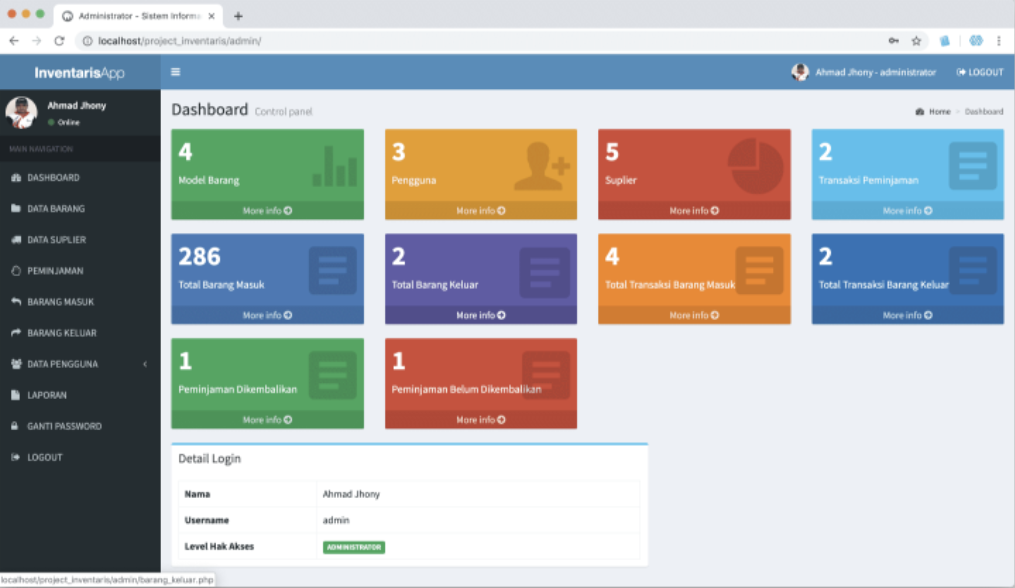 Administrator - Sistem Informa
localhost/project_inventaris/admin/
InventarisApp
Ahmad Jhony - administrator
LOGOUT
Ahmad Jhony
Online
MAIN NAVIGATION
DASHBOARD
DATA BARANG
DATA SUPLIER
PEMINJAMAN
BARANG MASUK
BARANG KELUAR
DATA PENGGUNA
LAPORAN
GANTI PASSWORD
LOGOUT
Dashboard Control panel
Home > Dashboard
4
Model Barang
More info
3
Pengguna
More info
5
Suplier
More info
2
Transaksi Peminjaman
More info
286
Total Barang Masuk
More info
2
Total Barang Keluar
More info
4
Total Transaksi Barang Masuk
More info
2
Total Transaksi Barang Keluar
More info
1
Peminjaman Dikembalikan
More info
1
Peminjaman Belum Dikembalikan
More info
Detail Login
Nama Ahmad Jhony
Username admin
Level Hak Akses ADMINISTRATOR
localhost/project_inventaris/admin/barang_keluar.php